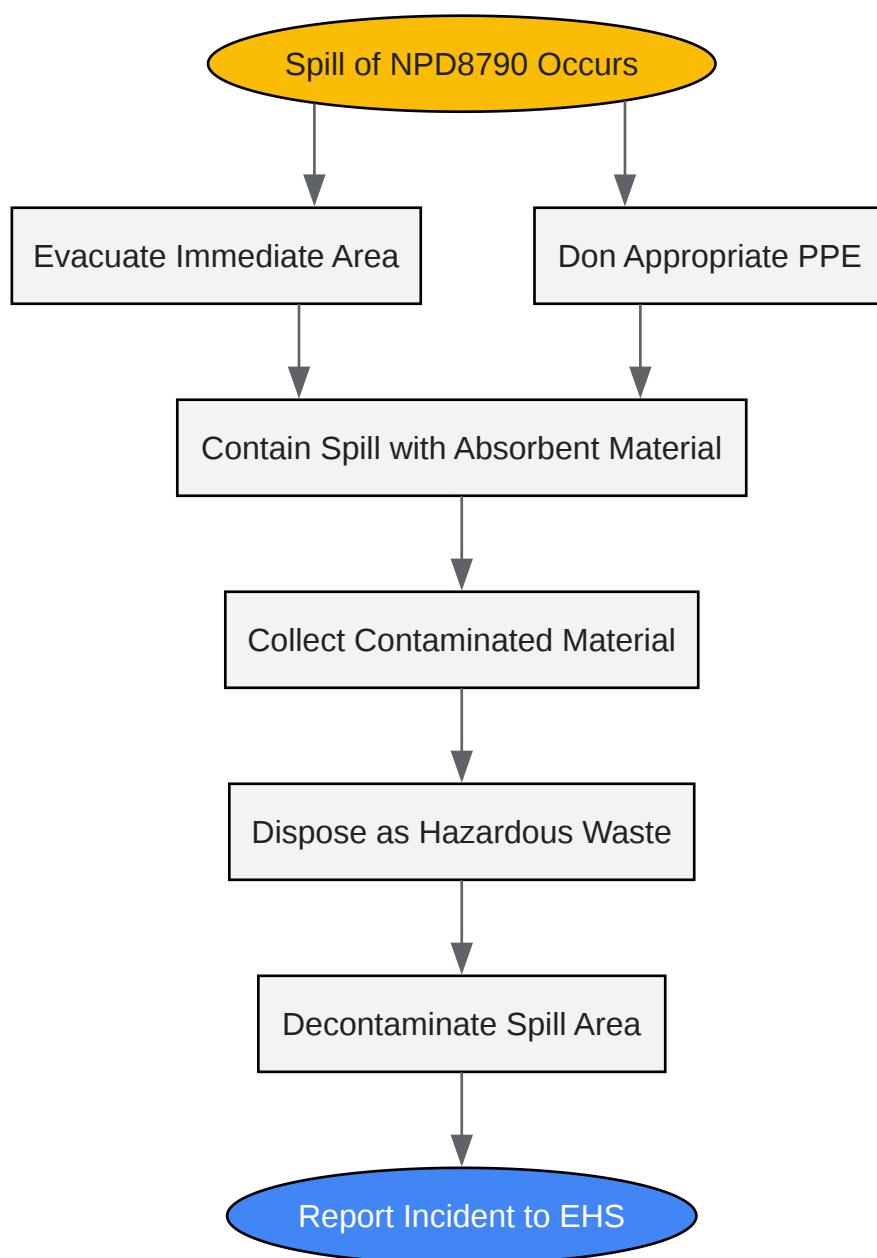 Spill of NPD8790 Occurs
Evacuate Immediate Area
Don Appropriate PPE
Contain Spill with Absorbent Material
Collect Contaminated Material
Dispose as Hazardous Waste
Decontaminate Spill Area
Report Incident to EHS